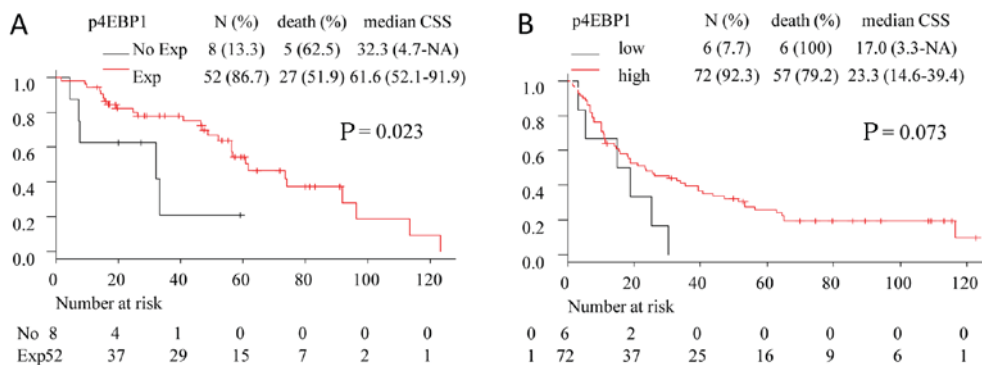 A
p4EBP1 N (%) death (%) median CSS
No Exp 8 (13.3) 5 (62.5) 32.3 (4.7-NA)
Exp 52 (86.7) 27 (51.9) 61.6 (52.1-91.9)
P = 0.023
1.0
0.8
0.6
0.4
0.2
0.0
0 20 40 60 80 100 120
Number at risk
No 8 4 1 0 0 0 0
Exp52 37 29 15 7 2 1
B
p4EBP1 N (%) death (%) median CSS
low 6 (7.7) 6 (100) 17.0 (3.3-NA)
high 72 (92.3) 57 (79.2) 23.3 (14.6-39.4)
P = 0.073
1.0
0.8
0.6
0.4
0.2
0.0
0 20 40 60 80 100 120
Number at risk
0 6 2 0 0 0 0 0
1 72 37 25 16 9 6 1